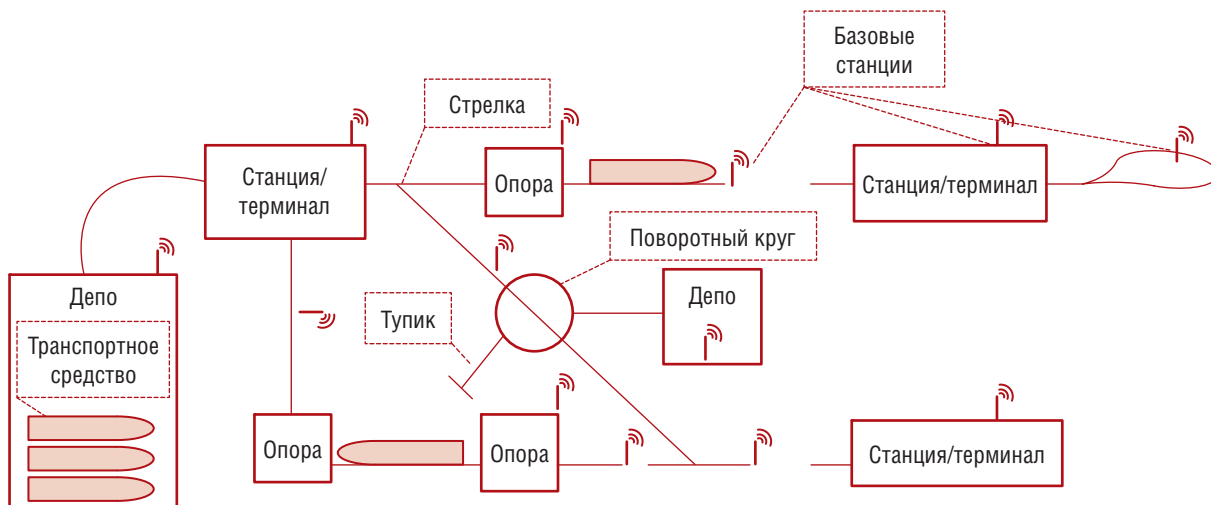 Базовые
станции
Стрелка
Станция/
терминал
Опора
Станция/терминал
Поворотный круг
Депо
Депо
Тупик
Транспортное
средство
Опора
Опора
Станция/терминал